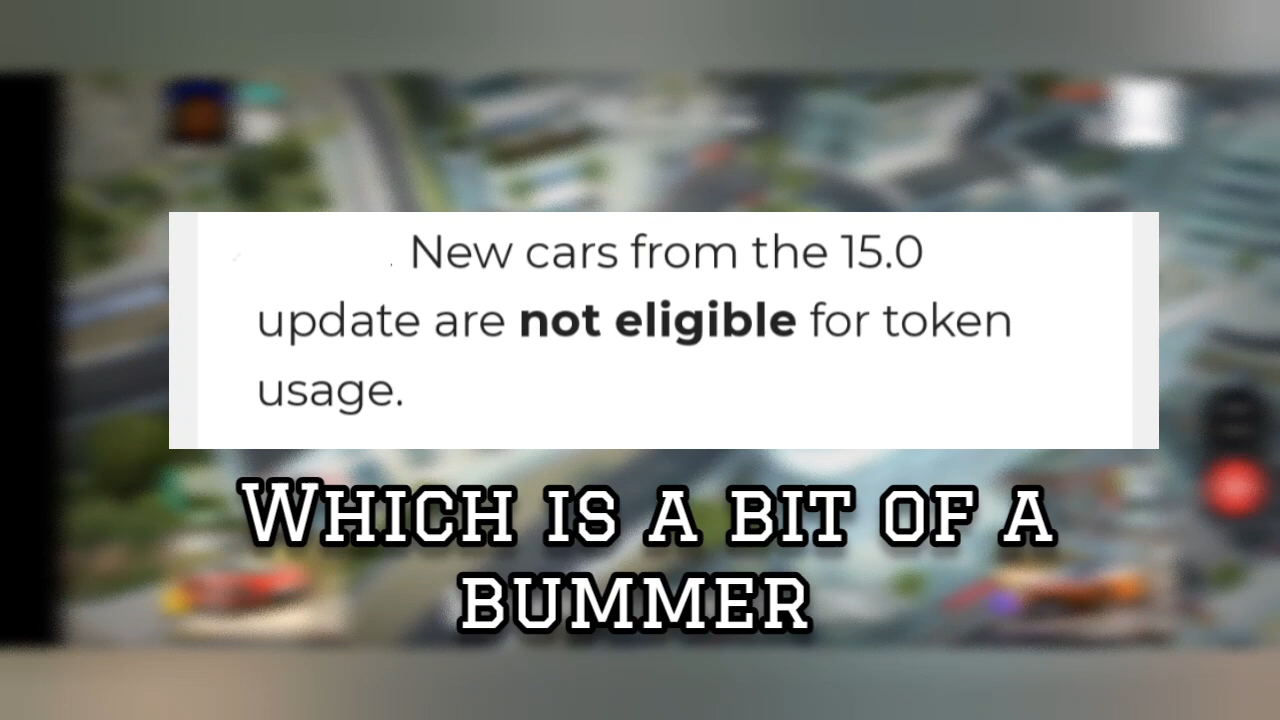 New cars from the 15.0
update are not eligible for token
usage.
WHICH IS A BIT OF A
BUMMER